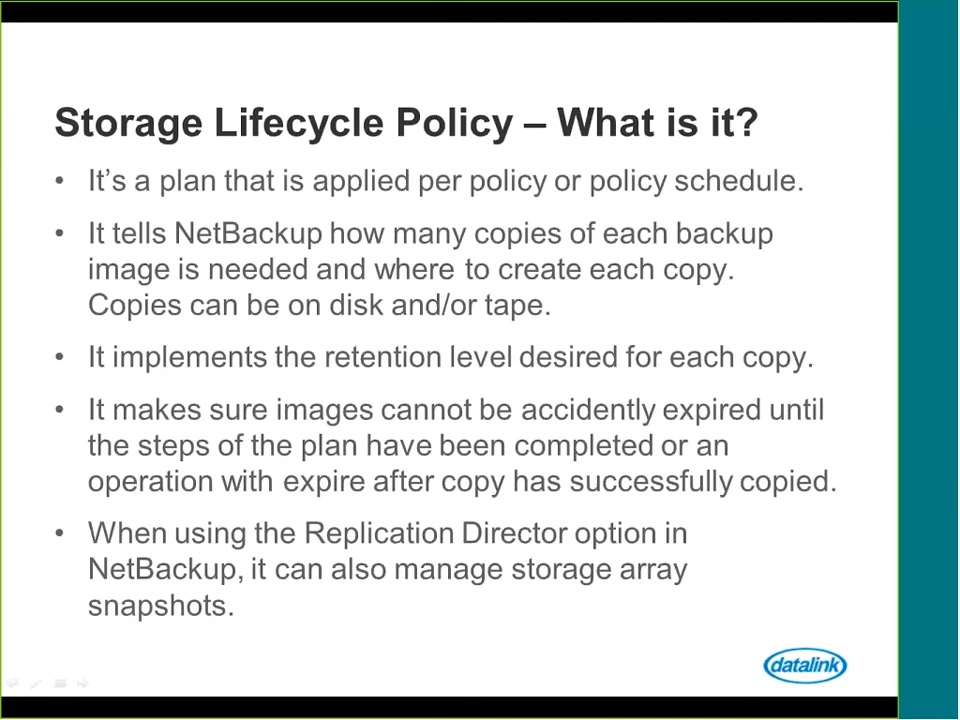 Storage Lifecycle Policy – What is it?
• It's a plan that is applied per policy or policy schedule.
• It tells NetBackup how many copies of each backup
image is needed and where to create each copy.
Copies can be on disk and/or tape.
• It implements the retention level desired for each copy.
• It makes sure images cannot be accidently expired until
the steps of the plan have been completed or an
operation with expire after copy has successfully copied.
• When using the Replication Director option in
NetBackup, it can also manage storage array
snapshots.
datalink